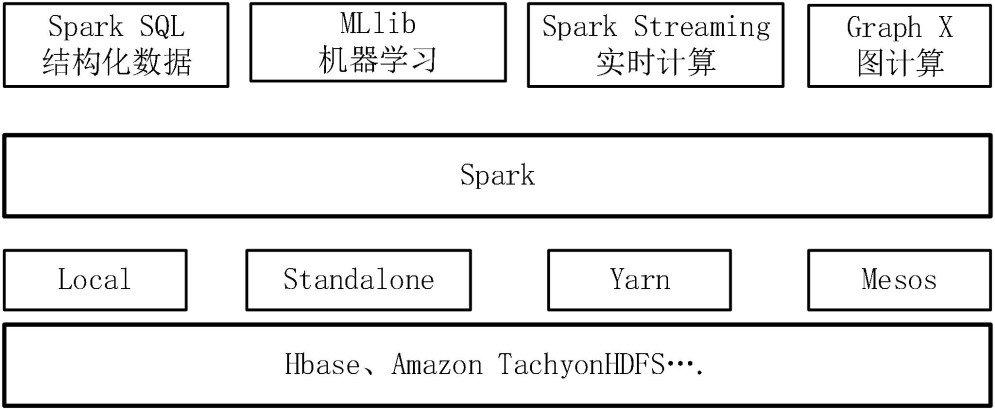 Spark SQL
结构化数据
MLlib
机器学习
Spark Streaming
实时计算
Graph X
图计算
Spark
Local
Standalone
Yarn
Mesos
Hbase、Amazon TachyonHDFS….